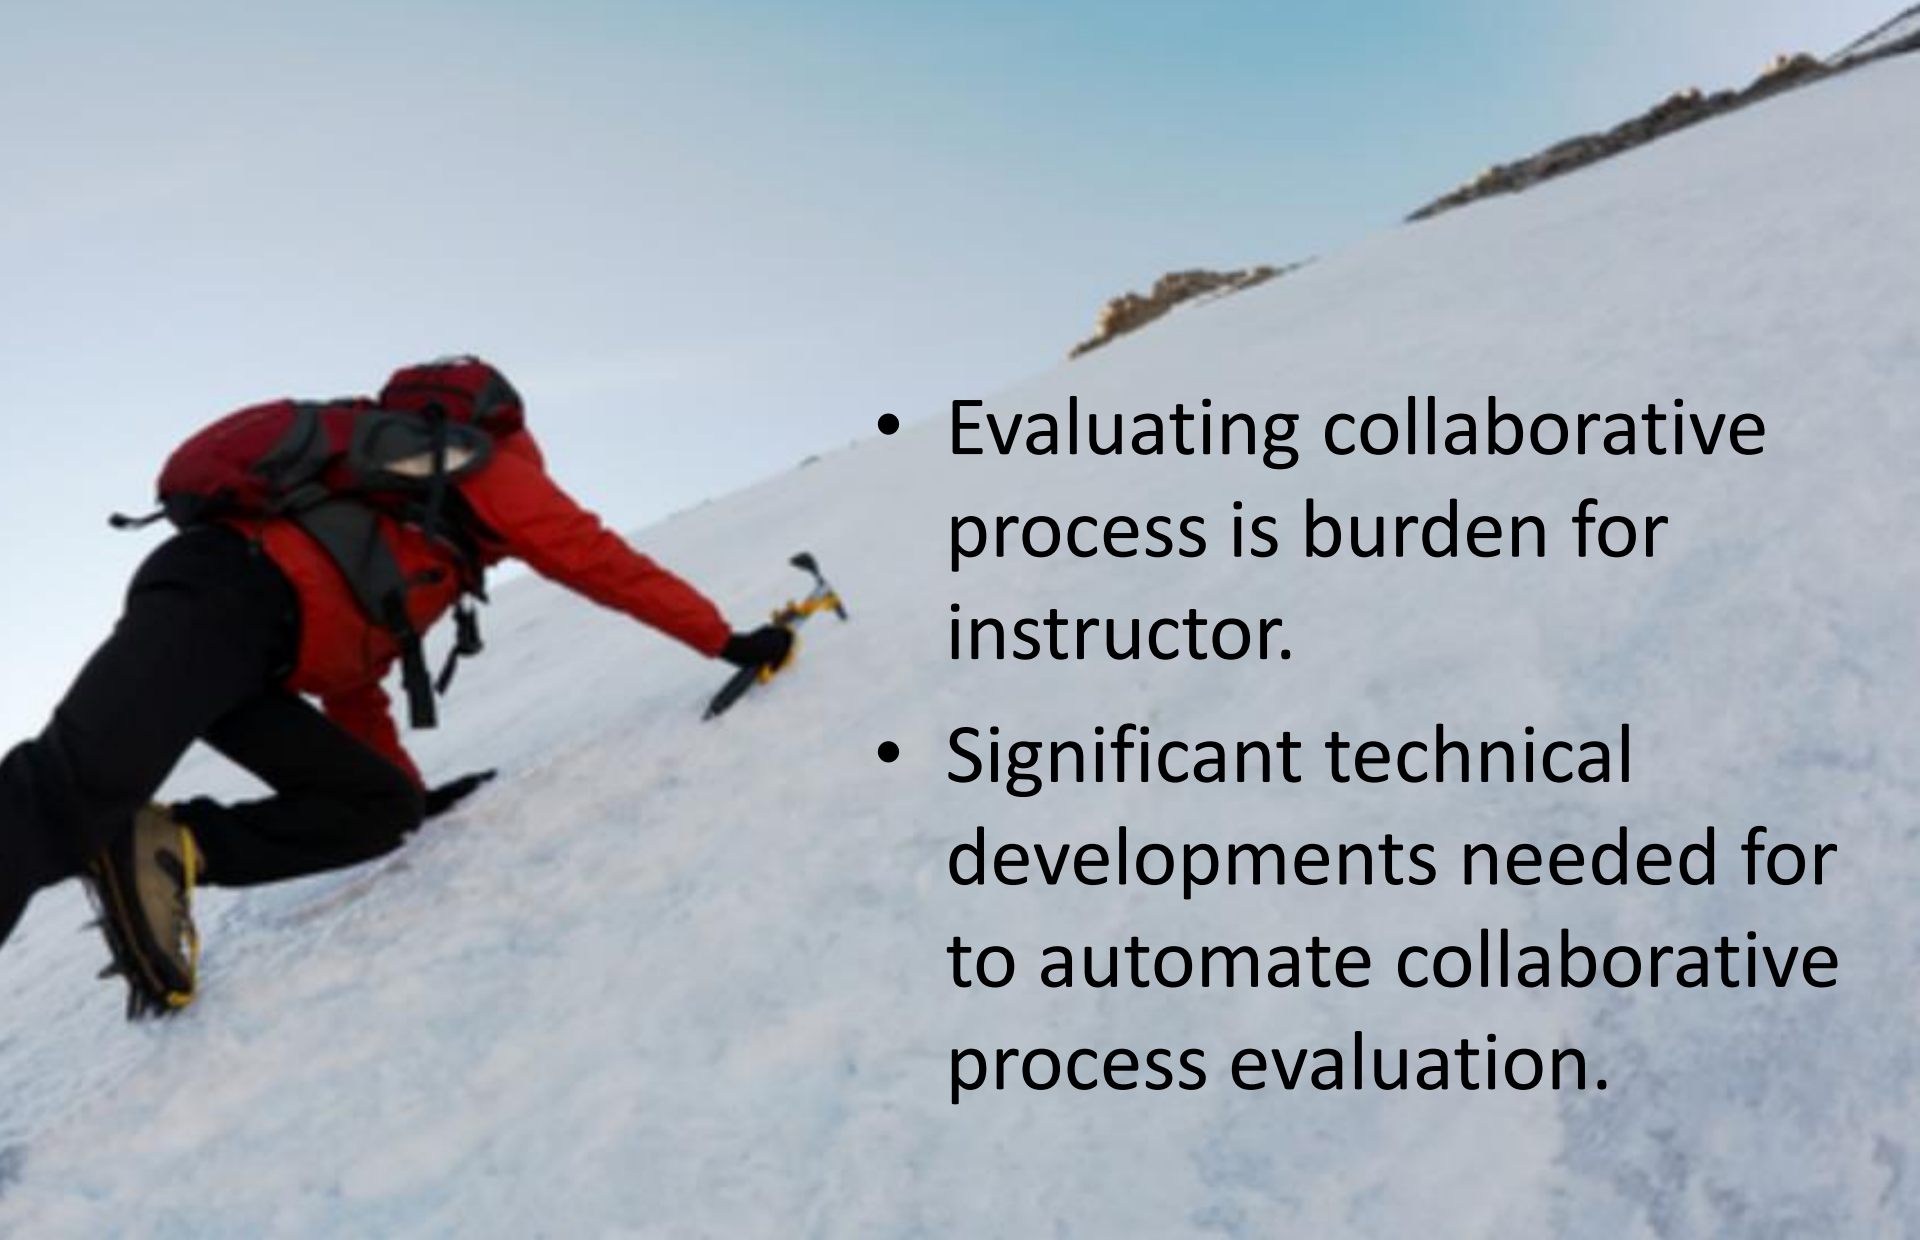 • Evaluating collaborative
process is burden for
instructor.
• Significant technical
developments needed for
to automate collaborative
process evaluation.